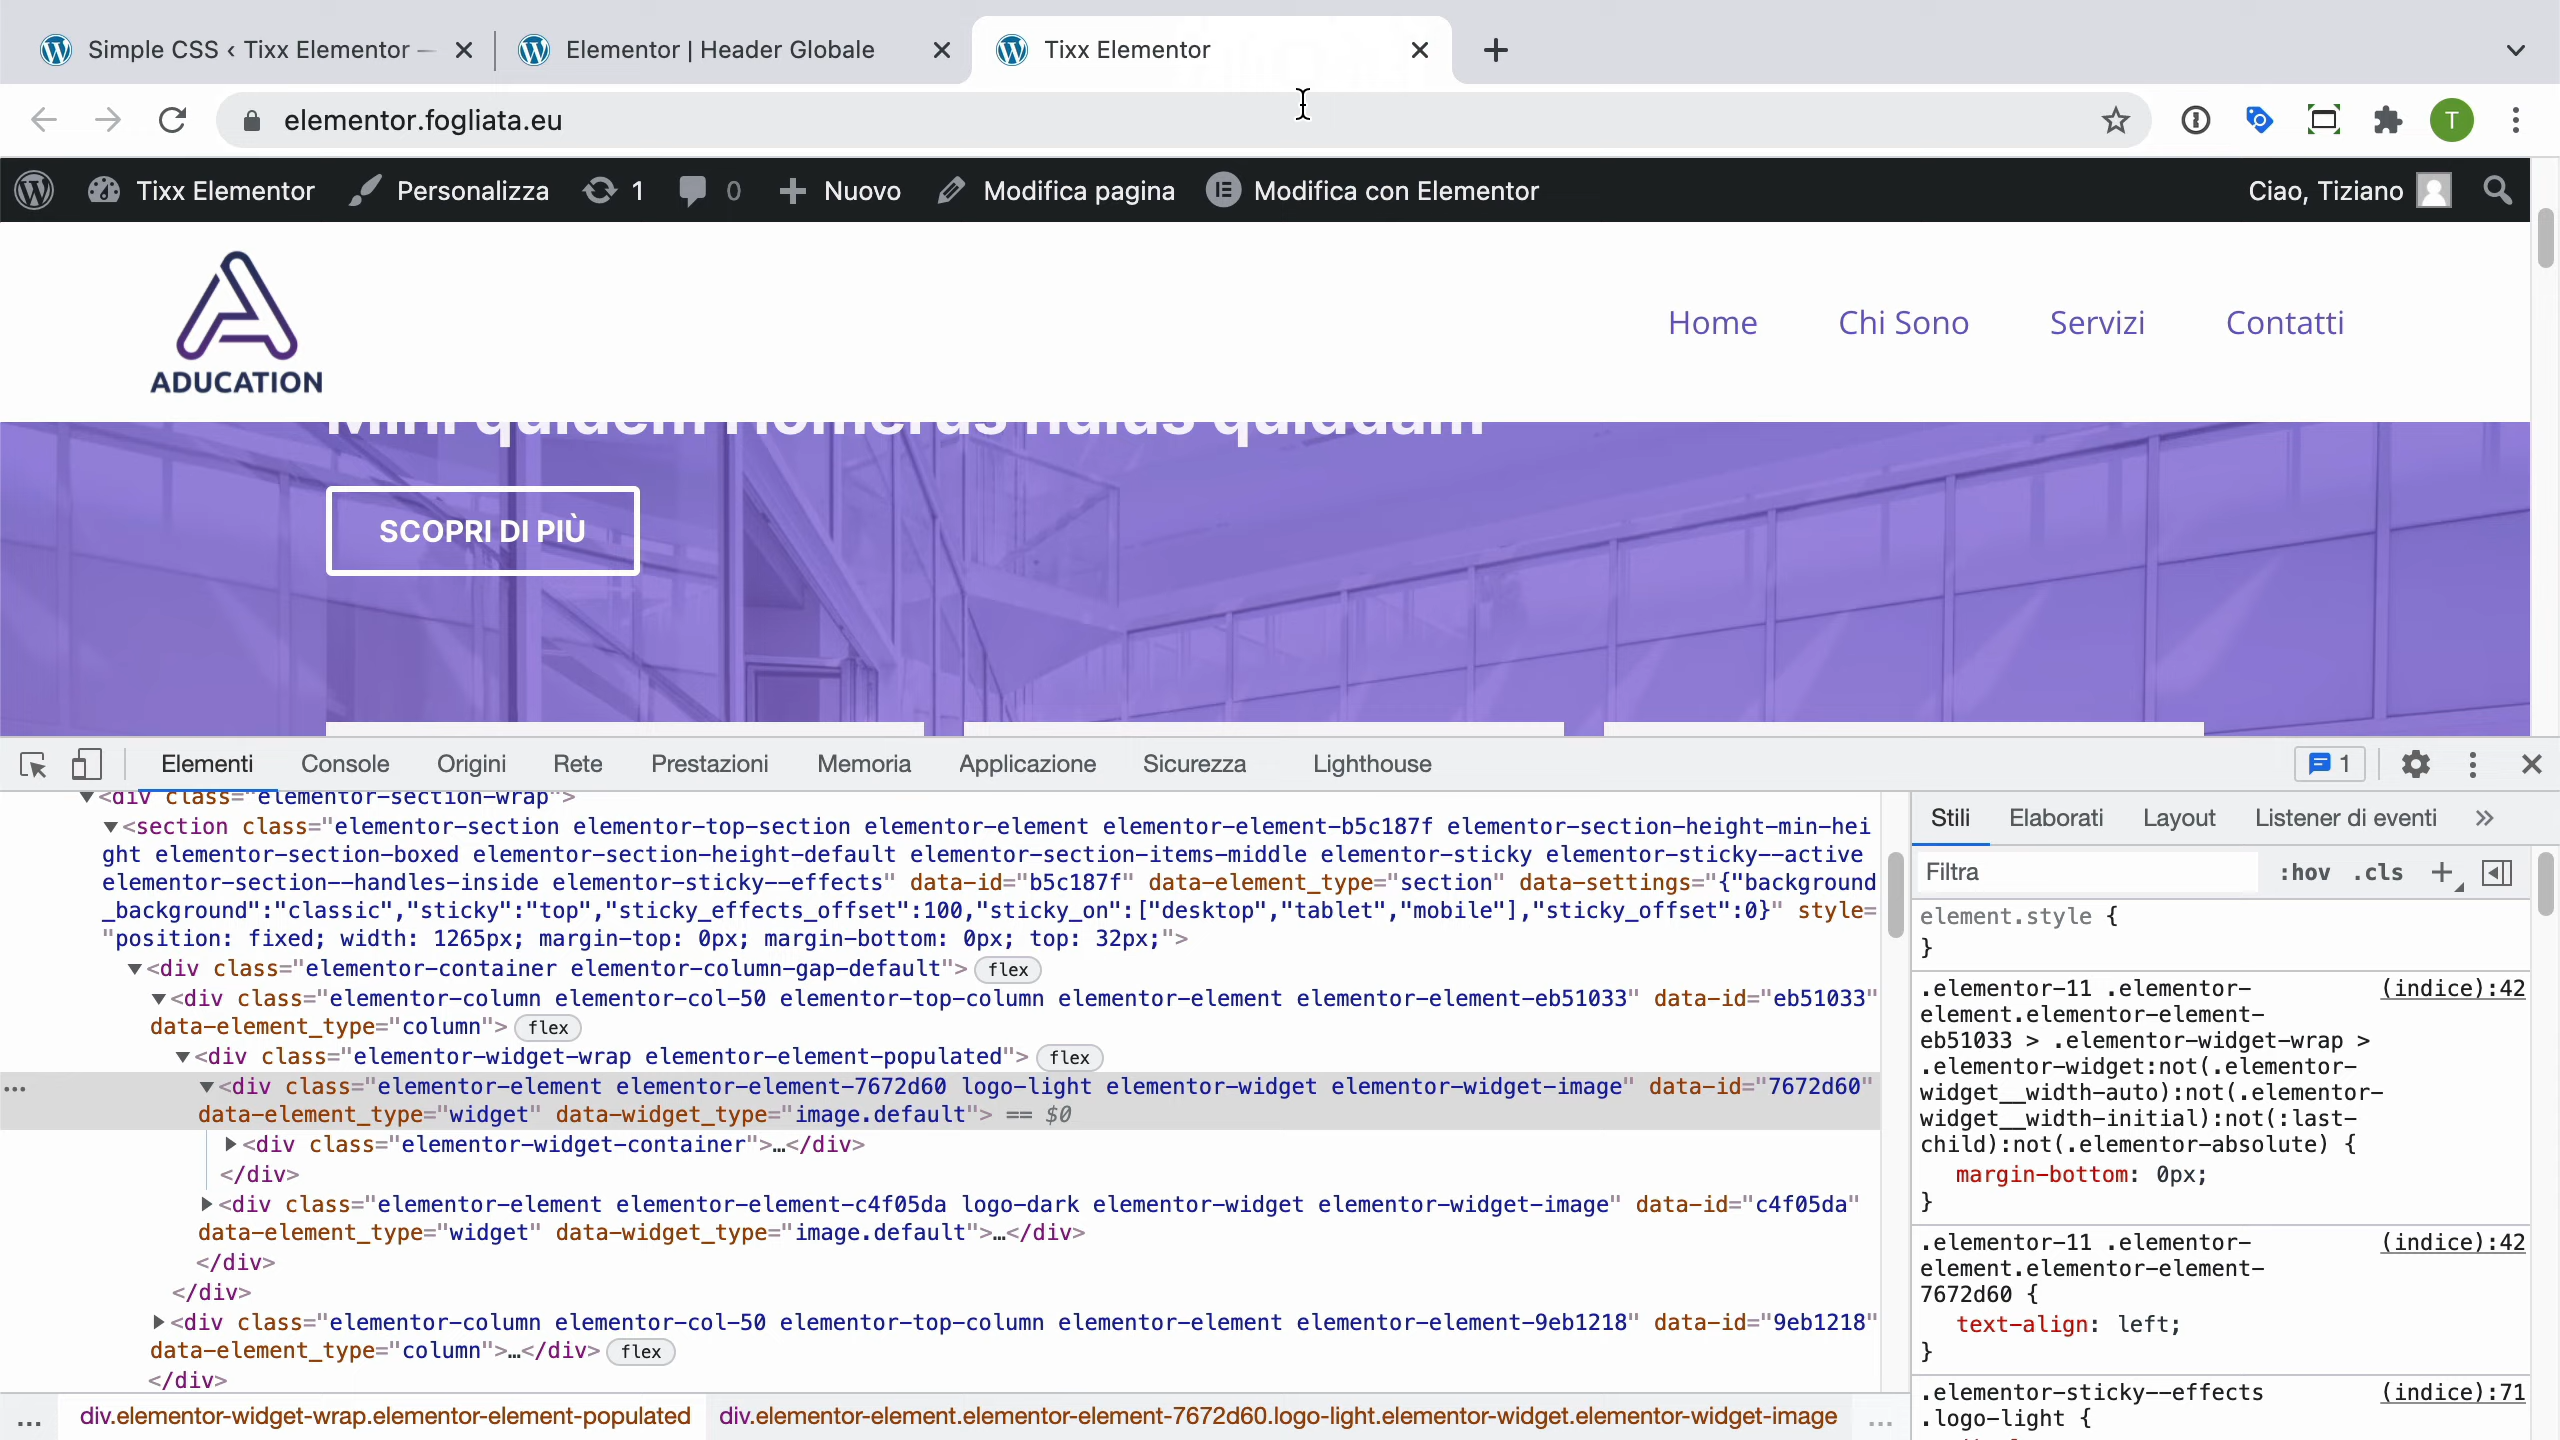 Simple CSS ‹ Tixx Elementor —
Elementor | Header Globale
Tixx Elementor
elementor.fogliata.eu
T
Tixx Elementor
Personalizza
1
0
Nuovo
Modifica pagina
Modifica con Elementor
Ciao, Tiziano
ADUCATION
Home
Chi Sono
Servizi
Contatti
Mini quidem Homerus huius quiddam
SCOPRI DI PIÙ
Elementi
Console
Origini
Rete
Prestazioni
Memoria
Applicazione
Sicurezza
Lighthouse
1
▼<div class="elementor-section-wrap">
▼<section class="elementor-section elementor-top-section elementor-element elementor-element-b5c187f elementor-section-height-min-hei
ght elementor-section-boxed elementor-section-height-default elementor-section-items-middle elementor-sticky elementor-sticky--active
elementor-section--handles-inside elementor-sticky--effects" data-id="b5c187f" data-element_type="section" data-settings="{"background
_background":"classic","sticky":"top","sticky_effects_offset":100,"sticky_on":["desktop","tablet","mobile"],"sticky_offset":0}" style=
"position: fixed; width: 1265px; margin-top: 0px; margin-bottom: 0px; top: 32px;">
▼<div class="elementor-container elementor-column-gap-default"> flex
▼<div class="elementor-column elementor-col-50 elementor-top-column elementor-element elementor-element-eb51033" data-id="eb51033"
data-element_type="column"> flex
▼<div class="elementor-widget-wrap elementor-element-populated"> flex
… ▼<div class="elementor-element elementor-element-7672d60 logo-light elementor-widget elementor-widget-image" data-id="7672d60"
data-element_type="widget" data-widget_type="image.default"> == $0
▶<div class="elementor-widget-container">…</div>
</div>
▶<div class="elementor-element elementor-element-c4f05da logo-dark elementor-widget elementor-widget-image" data-id="c4f05da"
data-element_type="widget" data-widget_type="image.default">…</div>
</div>
</div>
▶<div class="elementor-column elementor-col-50 elementor-top-column elementor-element elementor-element-9eb1218" data-id="9eb1218"
data-element_type="column">…</div> flex
</div>
… div.elementor-widget-wrap.elementor-element-populated div.elementor-element.elementor-element-7672d60.logo-light.elementor-widget.elementor-widget-image …
Stili
Elaborati
Layout
Listener di eventi
»
Filtra
:hov .cls
element.style {
}
.elementor-11 .elementor- (indice):42
element.elementor-element-
eb51033 > .elementor-widget-wrap >
.elementor-widget:not(.elementor-
widget__width-auto):not(.elementor-
widget__width-initial):not(:last-
child):not(.elementor-absolute) {
margin-bottom: 0px;
}
.elementor-11 .elementor- (indice):42
element.elementor-element-
7672d60 {
text-align: left;
}
.elementor-sticky--effects (indice):71
.logo-light {